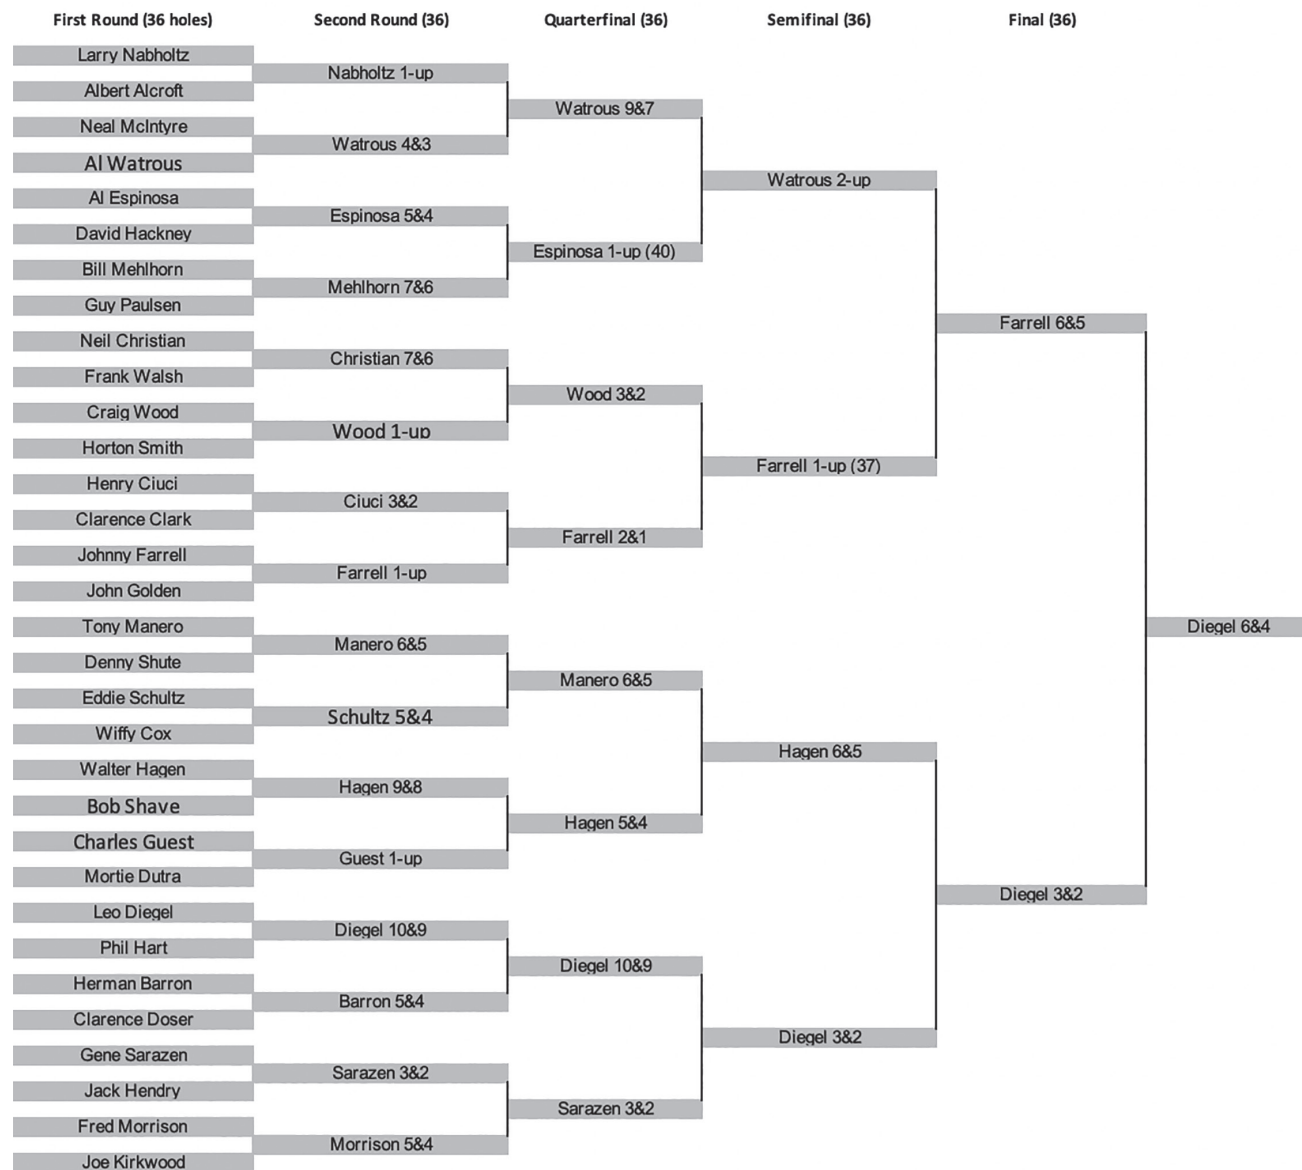 First Round (36 holes) Second Round (36) Quarterfinal (36) Semifinal (36) Final (36)
Larry Nabholtz
Nabholtz 1-up
Albert Alcroft
Watrous 9&7
Neal McIntyre
Watrous 4&3
Al Watrous
Watrous 2-up
Al Espinosa
Espinosa 5&4
David Hackney
Espinosa 1-up (40)
Bill Mehlhorn
Mehlhorn 7&6
Guy Paulsen
Farrell 6&5
Neil Christian
Christian 7&6
Frank Walsh
Wood 3&2
Craig Wood
Wood 1-up
Horton Smith
Farrell 1-up (37)
Henry Ciuci
Ciuci 3&2
Clarence Clark
Farrell 2&1
Johnny Farrell
Farrell 1-up
John Golden
Tony Manero
Diegel 6&4
Manero 6&5
Denny Shute
Manero 6&5
Eddie Schultz
Schultz 5&4
Wiffy Cox
Hagen 6&5
Walter Hagen
Hagen 9&8
Bob Shave
Hagen 5&4
Charles Guest
Guest 1-up
Mortie Dutra
Diegel 3&2
Leo Diegel
Diegel 10&9
Phil Hart
Diegel 10&9
Herman Barron
Barron 5&4
Clarence Doser
Diegel 3&2
Gene Sarazen
Sarazen 3&2
Jack Hendry
Sarazen 3&2
Fred Morrison
Morrison 5&4
Joe Kirkwood